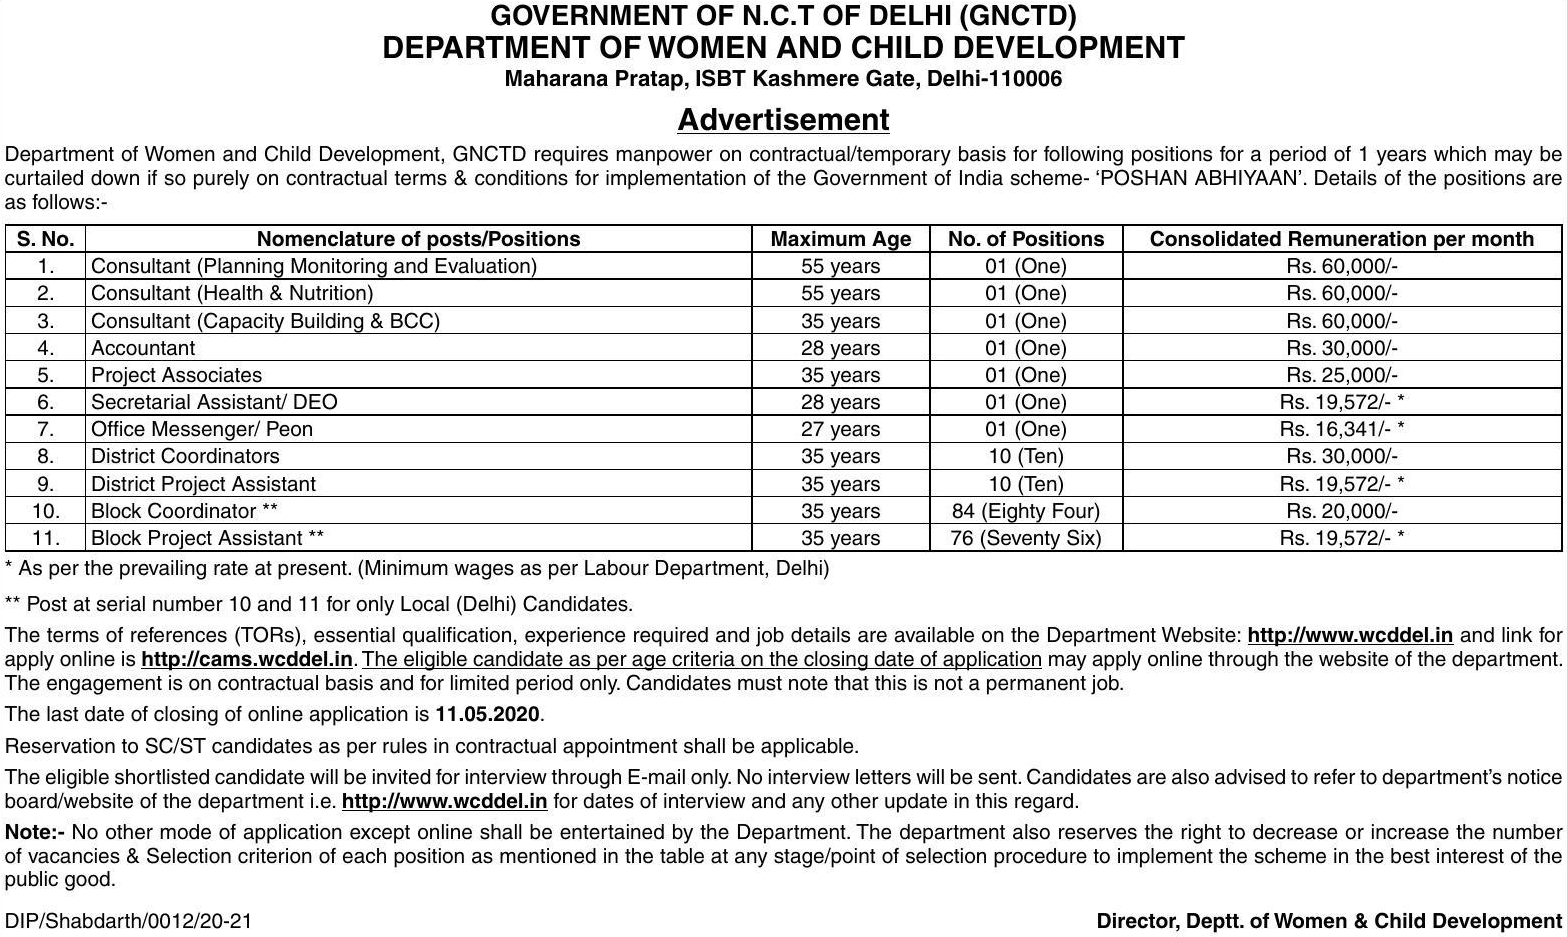 GOVERNMENT OF N.C.T OF DELHI (GNCTD)
DEPARTMENT OF WOMEN AND CHILD DEVELOPMENT
Maharana Pratap, ISBT Kashmere Gate, Delhi-110006
Advertisement
Department of Women and Child Development, GNCTD requires manpower on contractual/temporary basis for following positions for a period of 1 years which may be
curtailed down if so purely on contractual terms & conditions for implementation of the Government of India scheme- ‘POSHAN ABHIYAAN’. Details of the positions are
as follows:-
S. No. Nomenclature of posts/Positions Maximum Age No. of Positions Consolidated Remuneration per month
1. Consultant (Planning Monitoring and Evaluation) 55 years 01 (One) Rs. 60,000/-
2. Consultant (Health & Nutrition) 55 years 01 (One) Rs. 60,000/-
3. Consultant (Capacity Building & BCC) 35 years 01 (One) Rs. 60,000/-
4. Accountant 28 years 01 (One) Rs. 30,000/-
5. Project Associates 35 years 01 (One) Rs. 25,000/-
6. Secretarial Assistant/ DEO 28 years 01 (One) Rs. 19,572/- *
7. Office Messenger/ Peon 27 years 01 (One) Rs. 16,341/- *
8. District Coordinators 35 years 10 (Ten) Rs. 30,000/-
9. District Project Assistant 35 years 10 (Ten) Rs. 19,572/- *
10. Block Coordinator ** 35 years 84 (Eighty Four) Rs. 20,000/-
11. Block Project Assistant ** 35 years 76 (Seventy Six) Rs. 19,572/- *
* As per the prevailing rate at present. (Minimum wages as per Labour Department, Delhi)
** Post at serial number 10 and 11 for only Local (Delhi) Candidates.
The terms of references (TORs), essential qualification, experience required and job details are available on the Department Website: http://www.wcddel.in and link for
apply online is http://cams.wcddel.in. The eligible candidate as per age criteria on the closing date of application may apply online through the website of the department.
The engagement is on contractual basis and for limited period only. Candidates must note that this is not a permanent job.
The last date of closing of online application is 11.05.2020.
Reservation to SC/ST candidates as per rules in contractual appointment shall be applicable.
The eligible shortlisted candidate will be invited for interview through E-mail only. No interview letters will be sent. Candidates are also advised to refer to department’s notice
board/website of the department i.e. http://www.wcddel.in for dates of interview and any other update in this regard.
Note:- No other mode of application except online shall be entertained by the Department. The department also reserves the right to decrease or increase the number
of vacancies & Selection criterion of each position as mentioned in the table at any stage/point of selection procedure to implement the scheme in the best interest of the
public good.
DIP/Shabdarth/0012/20-21 Director, Deptt. of Women & Child Development